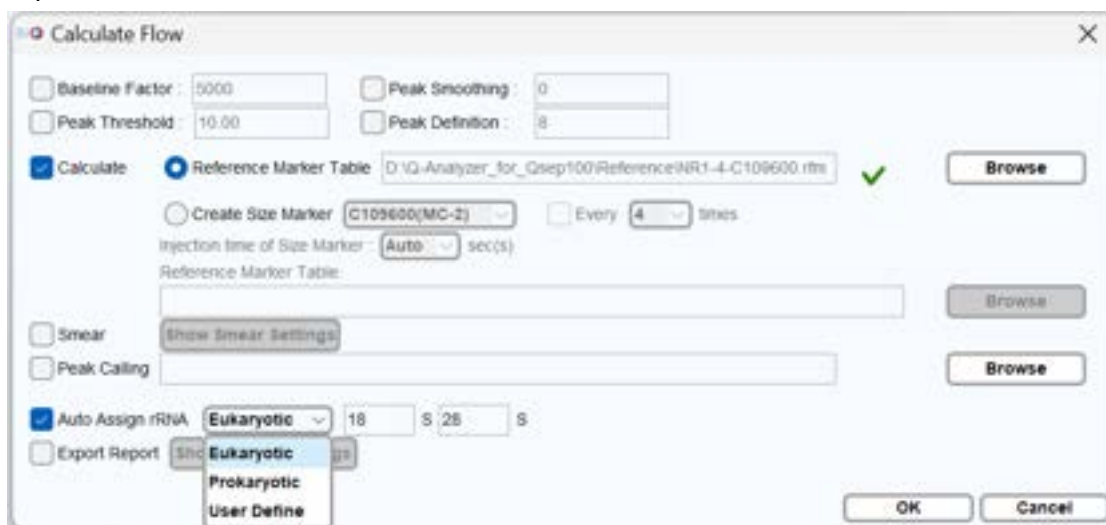 Calculate Flow
Baseline Factor : 5000 Peak Smoothing : 0
Peak Threshold : 10.00 Peak Definition : 8
Calculate Reference Marker Table D:\Q-Analyzer_for_Qsep100\Reference\NR1-4-C109600.rfm Browse
Create Size Marker C109600(MC-2) Every 4 times
Injection time of Size Marker : Auto sec(s)
Reference Marker Table:
Browse
Smear Show Smear Settings
Peak Calling Browse
Auto Assign rRNA Eukaryotic 18 S 28 S
Export Report Eukaryotic
Prokaryotic
User Define
OK Cancel